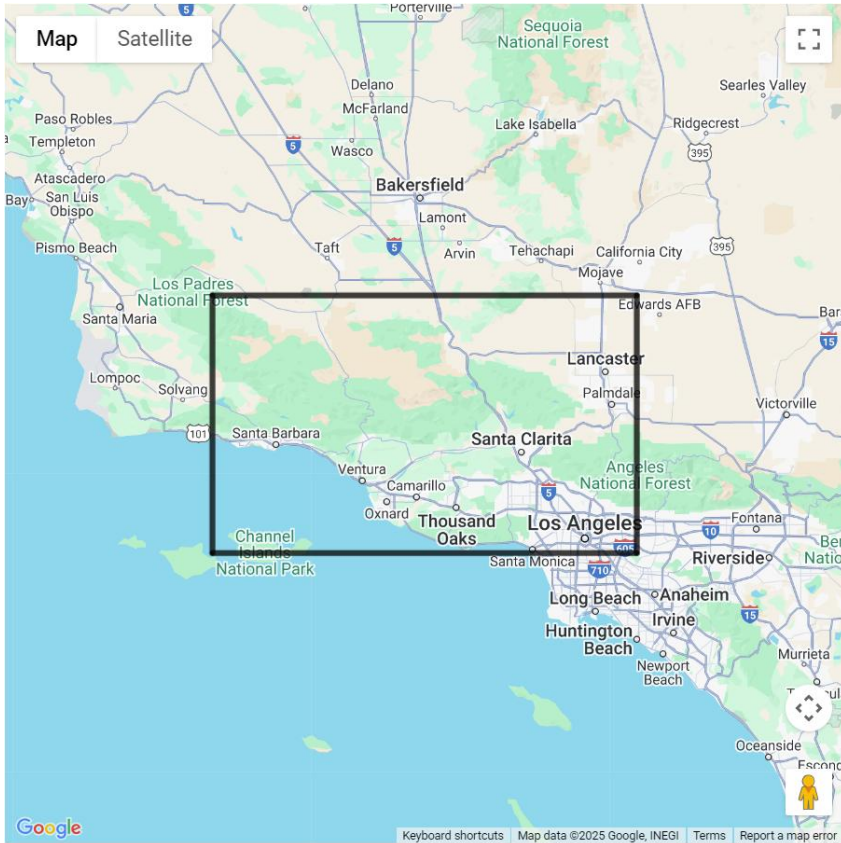 Map
Satellite
Porterville
5
Sequoia
National Forest
Delano
McFarland
Searles Valley
Paso Robles
Templeton
5
Wasco
Lake Isabella
Ridgecrest
395
Atascadero
San Luis
Obispo
Bay
Bakersfield
Lamont
Pismo Beach
Taft
5
Arvin
Tehachapi
California City
395
Mojave
Los Padres
National Forest
Edwards AFB
Santa Maria
Bars
15
Lancaster
Lompoc
Solvang
Palmdale
Victorville
101
Santa Barbara
Santa Clarita
Ventura
Camarillo
5
Angeles
National Forest
Oxnard
Thousand
Oaks
Los Angeles
10
Fontana
Channel
Islands
National Park
Santa Monica
605
Riverside
Ber
Natio
710
Long Beach
Anaheim
15
Huntington
Beach
Irvine
Newport
Beach
Murrieta
Oceanside
Escond
Google
Keyboard shortcuts
Map data ©2025 Google, INEGI
Terms
Report a map error